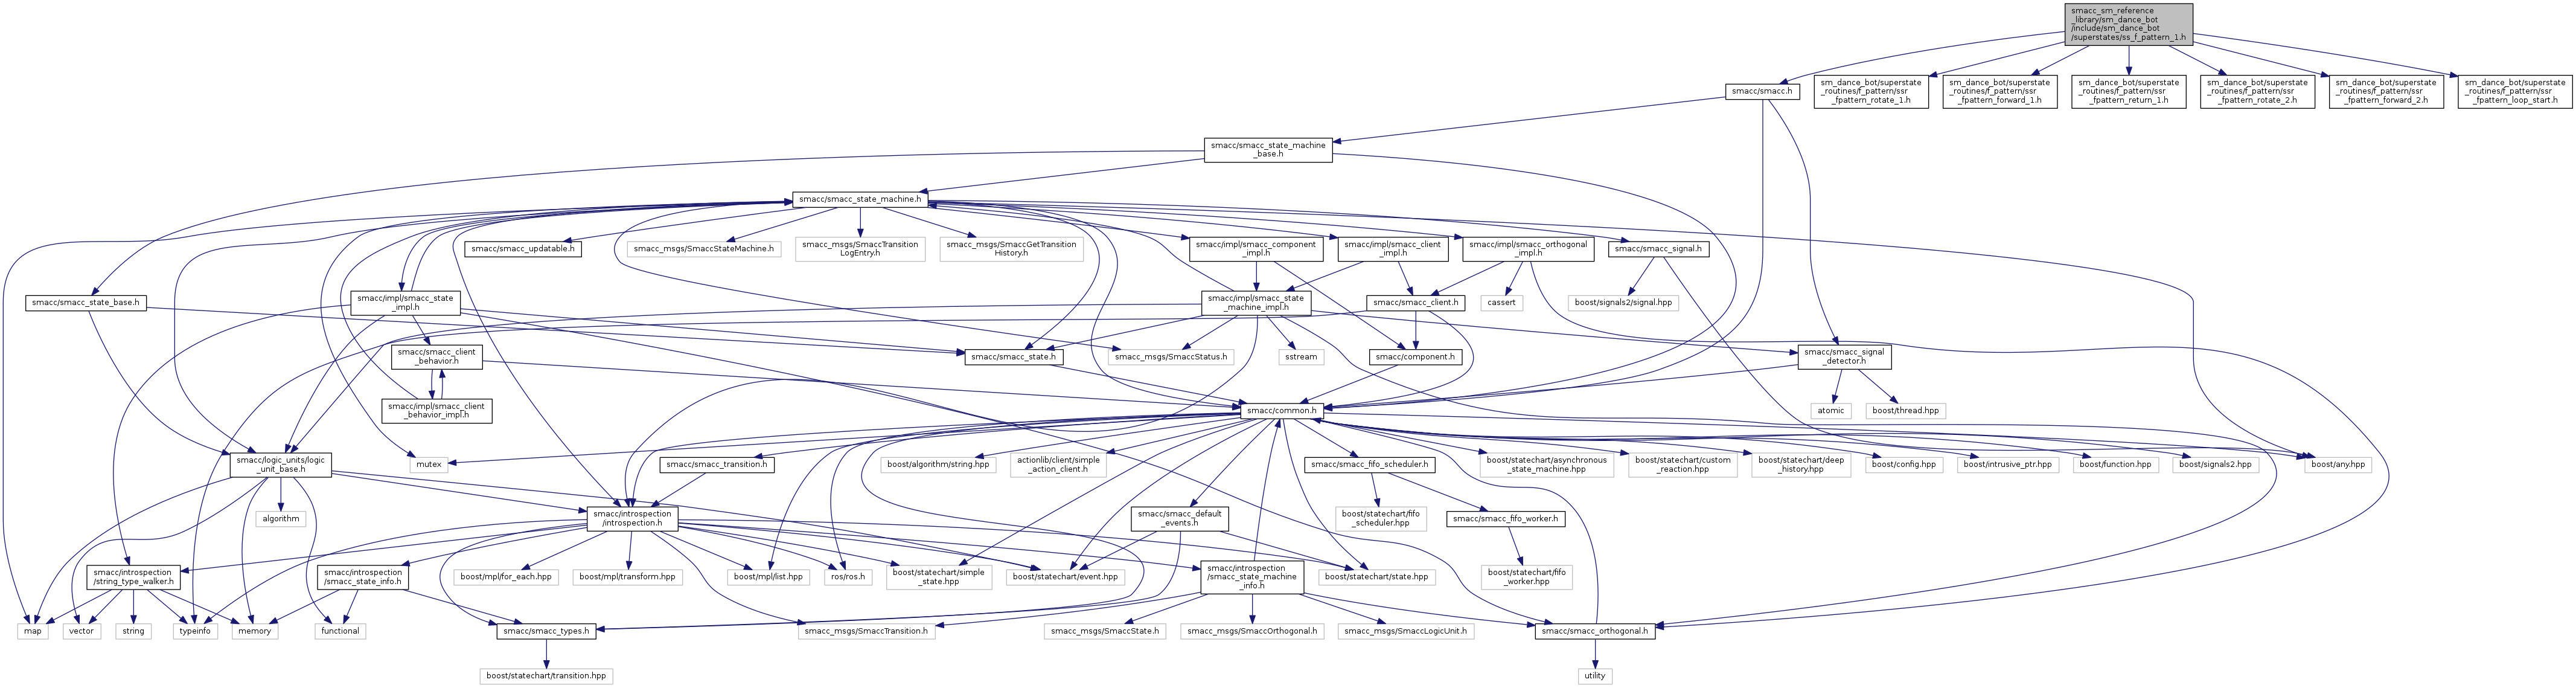 smacc_sm_reference
_library/sm_dance_bot
/include/sm_dance_bot
/superstates/ss_f_pattern_1.h
smacc/smacc.h
sm_dance_bot/superstate
_routines/f_pattern/ssr
_fpattern_rotate_1.h
sm_dance_bot/superstate
_routines/f_pattern/ssr
_fpattern_forward_1.h
sm_dance_bot/superstate
_routines/f_pattern/ssr
_fpattern_return_1.h
sm_dance_bot/superstate
_routines/f_pattern/ssr
_fpattern_rotate_2.h
sm_dance_bot/superstate
_routines/f_pattern/ssr
_fpattern_forward_2.h
sm_dance_bot/superstate
_routines/f_pattern/ssr
_fpattern_loop_start.h
smacc/smacc_state_machine
_base.h
smacc/smacc_state_machine.h
smacc/smacc_updatable.h
smacc_msgs/SmaccStateMachine.h
smacc_msgs/SmaccTransition
LogEntry.h
smacc_msgs/SmaccGetTransition
History.h
smacc/impl/smacc_component
_impl.h
smacc/impl/smacc_client
_impl.h
smacc/impl/smacc_orthogonal
_impl.h
smacc/smacc_signal.h
smacc/smacc_state_base.h
smacc/impl/smacc_state
_impl.h
smacc/impl/smacc_state
_machine_impl.h
smacc/smacc_client.h
cassert
boost/signals2/signal.hpp
smacc/smacc_client
_behavior.h
smacc/smacc_state.h
smacc_msgs/SmaccStatus.h
sstream
smacc/component.h
smacc/smacc_signal
_detector.h
smacc/impl/smacc_client
_behavior_impl.h
smacc/common.h
atomic
boost/thread.hpp
smacc/logic_units/logic
_unit_base.h
mutex
smacc/smacc_transition.h
boost/algorithm/string.hpp
actionlib/client/simple
_action_client.h
smacc/smacc_fifo_scheduler.h
boost/statechart/asynchronous
_state_machine.hpp
boost/statechart/custom
_reaction.hpp
boost/statechart/deep
_history.hpp
boost/config.hpp
boost/intrusive_ptr.hpp
boost/function.hpp
boost/signals2.hpp
boost/any.hpp
algorithm
smacc/introspection
/introspection.h
smacc/smacc_default
_events.h
boost/statechart/fifo
_scheduler.hpp
smacc/smacc_fifo_worker.h
smacc/introspection
/string_type_walker.h
smacc/introspection
/smacc_state_info.h
boost/mpl/for_each.hpp
boost/mpl/transform.hpp
boost/mpl/list.hpp
ros/ros.h
boost/statechart/simple
_state.hpp
boost/statechart/event.hpp
smacc/introspection
/smacc_state_machine
_info.h
boost/statechart/state.hpp
boost/statechart/fifo
_worker.hpp
map
vector
string
typeinfo
memory
functional
smacc/smacc_types.h
smacc_msgs/SmaccTransition.h
smacc_msgs/SmaccState.h
smacc_msgs/SmaccOrthogonal.h
smacc_msgs/SmaccLogicUnit.h
smacc/smacc_orthogonal.h
boost/statechart/transition.hpp
utility